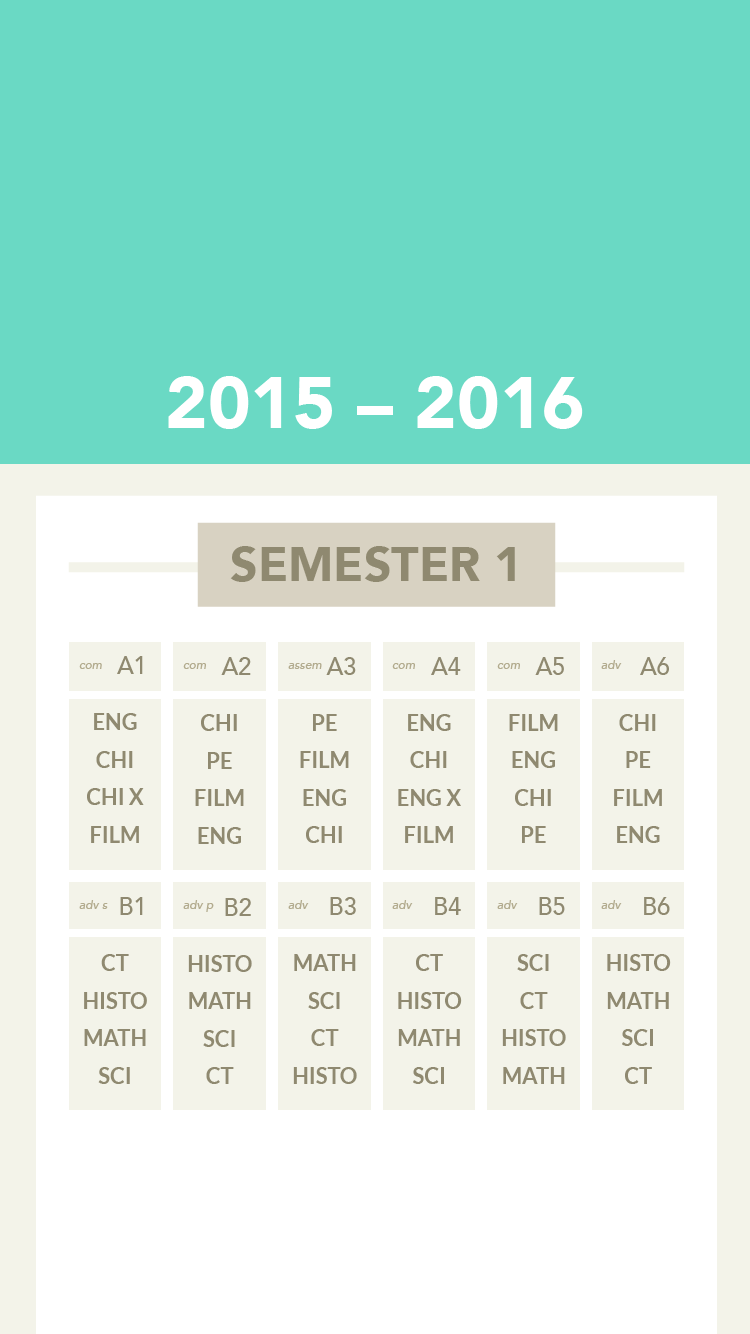 2015 – 2016
SEMESTER 1
com A1 com A2 assem A3 com A4 com A5 adv A6
ENG CHI PE ENG FILM CHI
CHI PE FILM CHI ENG PE
CHI X FILM ENG ENG X CHI FILM
FILM ENG CHI FILM PE ENG
adv s B1 adv p B2 adv B3 adv B4 adv B5 adv B6
CT HISTO MATH CT SCI HISTO
HISTO MATH SCI HISTO CT MATH
MATH SCI CT MATH HISTO SCI
SCI CT HISTO SCI MATH CT